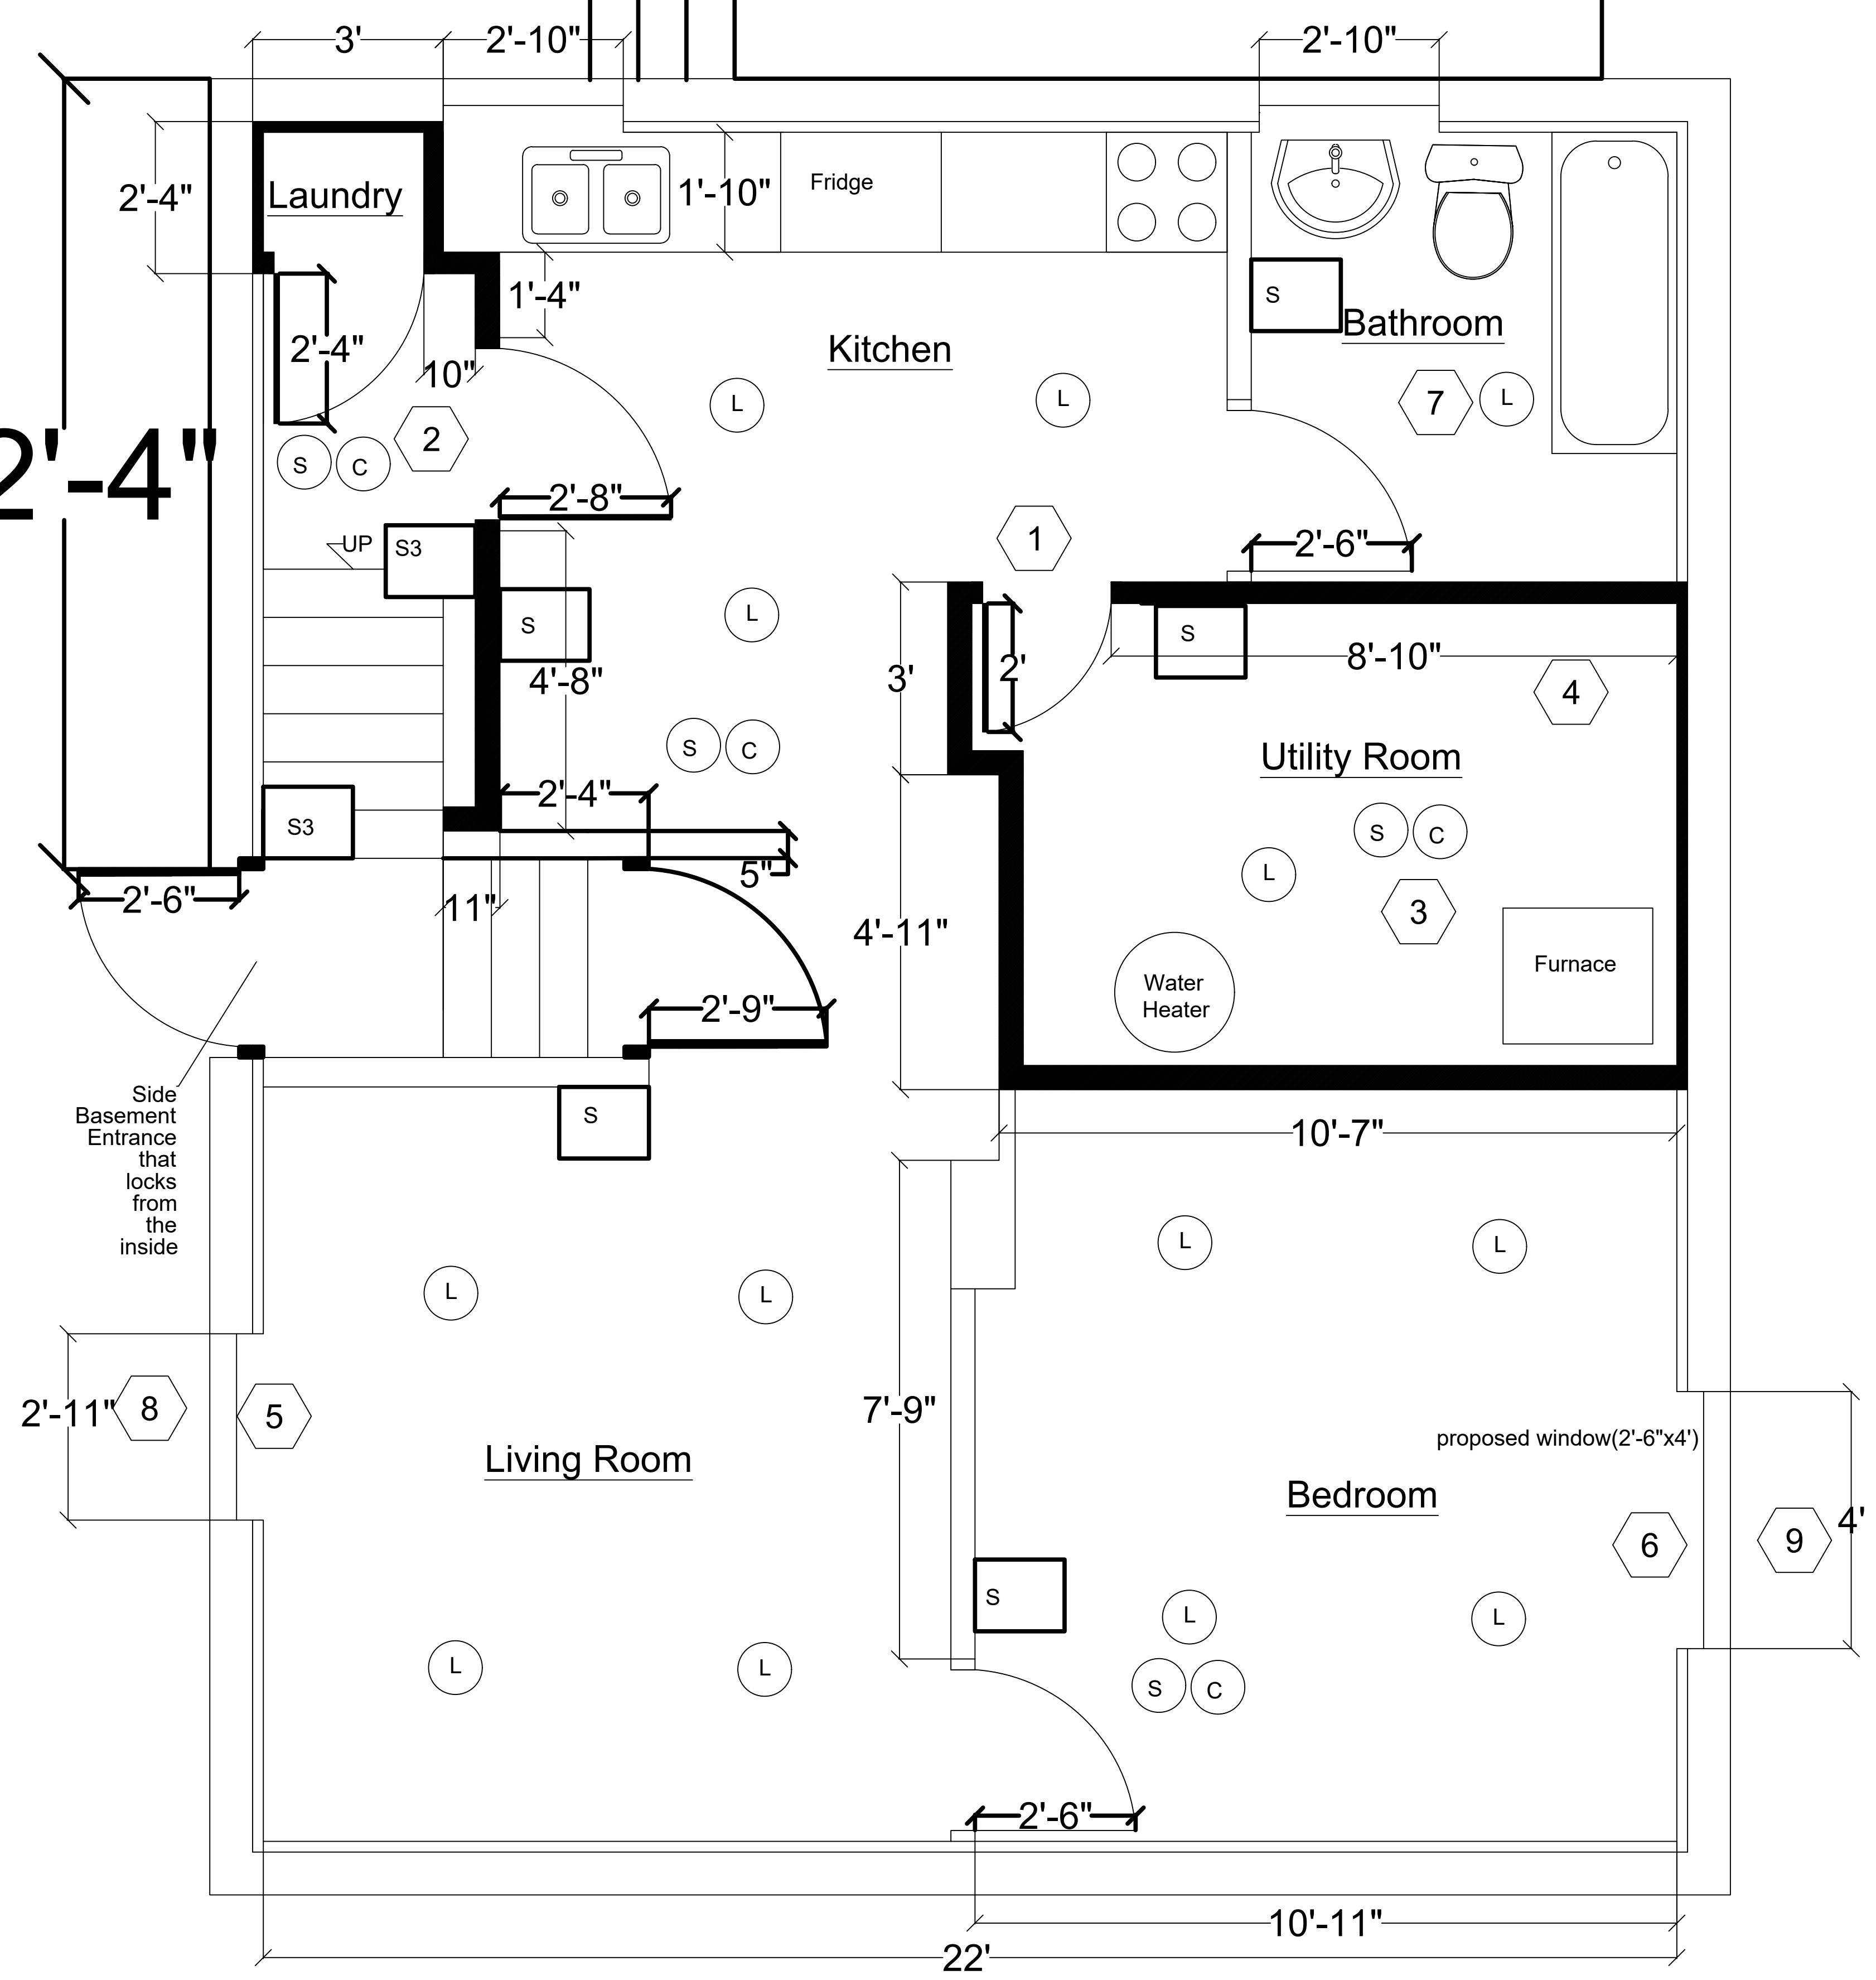 3'
2'-10"
2'-10"
2'-4"
Laundry
1'-10"
Fridge
S
Bathroom
1'-4"
2'-4"
10"
Kitchen
L
L
7
L
2
S
C
2'-4"
2'-8"
1
2'-6"
UP
S3
S
L
3'
2'
S
8'-10"
4
4'-8"
S
C
Utility Room
2'-4"
S3
5"
S
C
L
2'-6"
11"
4'-11"
3
Furnace
Water
Heater
2'-9"
Side
Basement
Entrance
that
locks
from
the
inside
S
10'-7"
L
L
L
L
2'-11"
8
5
7'-9"
Living Room
proposed window(2'-6"x4')
Bedroom
6
9
4'
S
L
L
L
L
S
C
2'-6"
10'-11"
22'